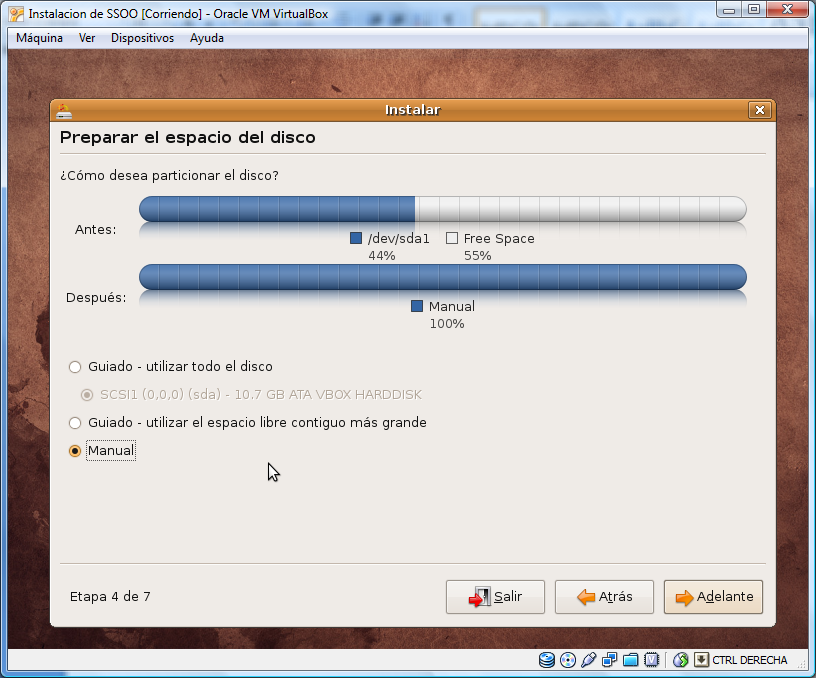 Instalacion de SSOO [Corriendo] - Oracle VM VirtualBox
Máquina Ver Dispositivos Ayuda
Instalar
Preparar el espacio del disco
¿Cómo desea particionar el disco?
Antes:
/dev/sda1 Free Space
44% 55%
Después:
Manual
100%
Guiado - utilizar todo el disco
SCSI1 (0,0,0) (sda) - 10.7 GB ATA VBOX HARDDISK
Guiado - utilizar el espacio libre contiguo más grande
Manual
Etapa 4 de 7 Salir Atrás Adelante
CTRL DERECHA